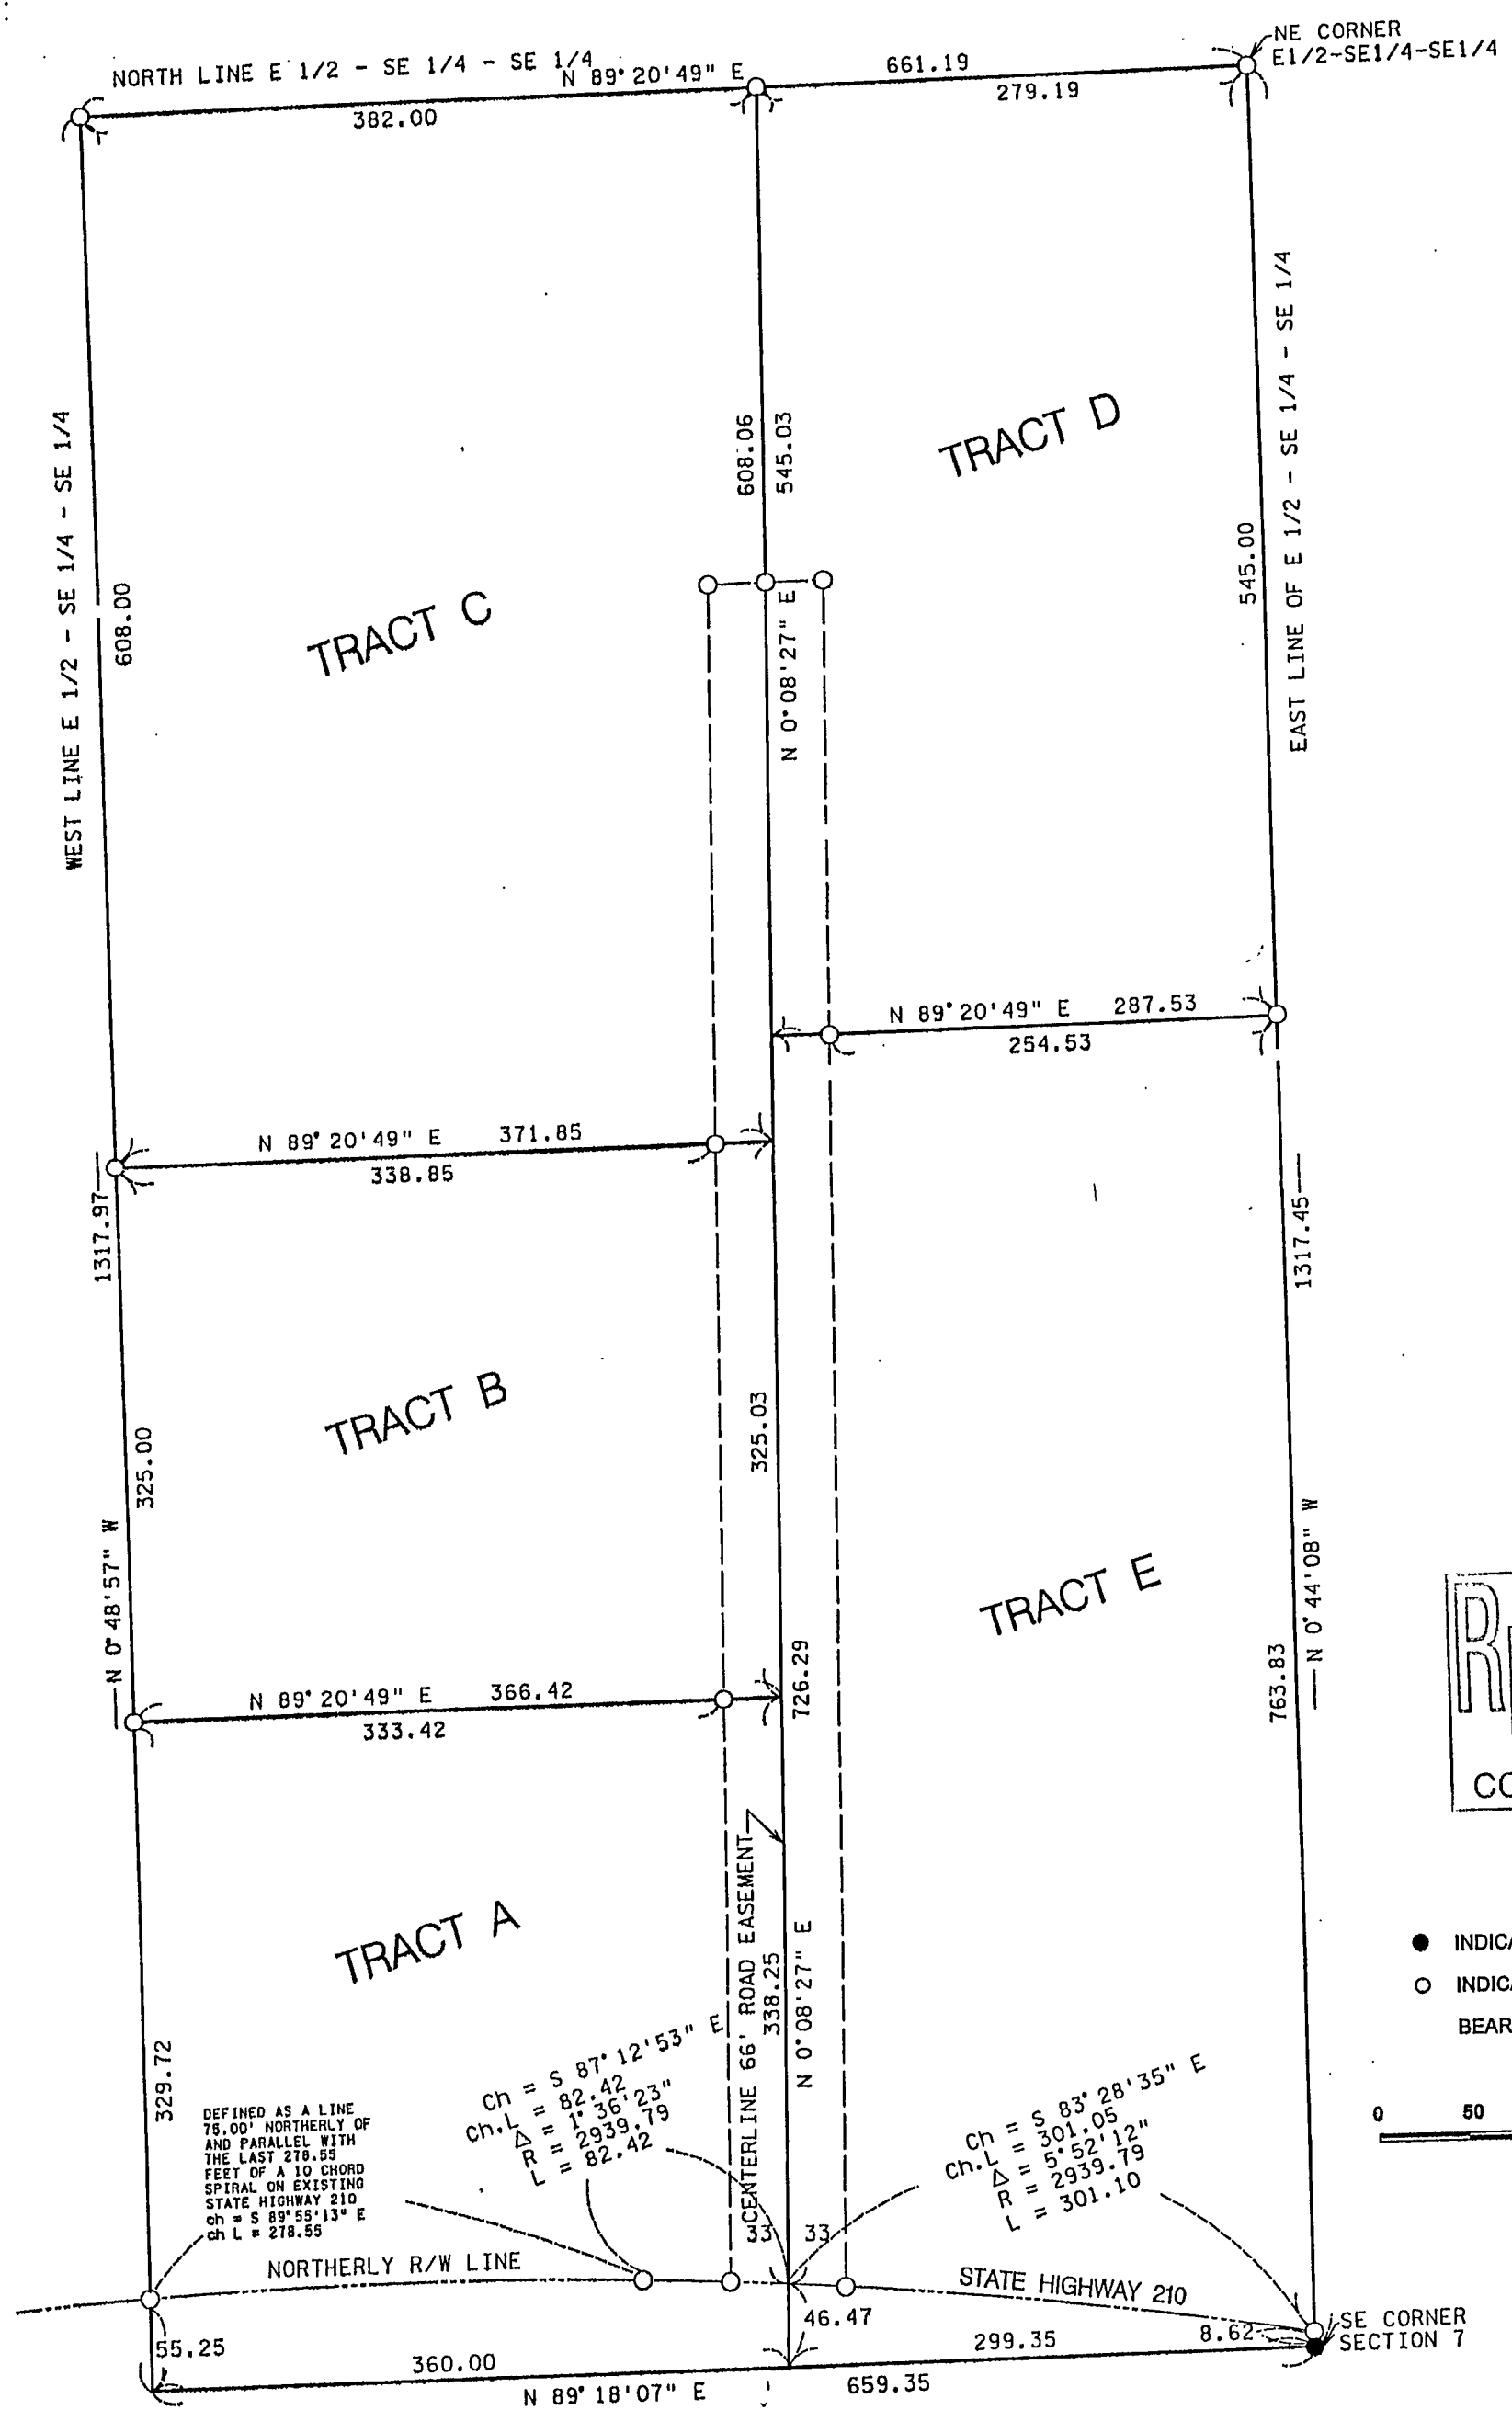 NE CORNER
E1/2-SE1/4-SE1/4
NORTH LINE E 1/2 - SE 1/4 - SE 1/4
N 89°20'49" E
661.19
382.00
279.19
WEST LINE E 1/2 - SE 1/4 - SE 1/4
608.00
TRACT C
608.06
545.03
N 0°08'27" E
TRACT D
545.00
EAST LINE OF E 1/2 - SE 1/4 - SE 1/4
N 89°20'49" E 287.53
254.53
N 89°20'49" E 371.85
338.85
1317.97
1317.45
TRACT B
325.00
325.03
N 0°48'57" W
N 89°20'49" E 366.42
333.42
726.29
TRACT E
763.83
N 0°44'08" W
R
CO
TRACT A
329.72
CENTERLINE 66' ROAD EASEMENT
338.25
N 0°08'27" E
INDICA
INDICA
BEAR
0 50
DEFINED AS A LINE
75.00' NORTHERLY OF
AND PARALLEL WITH
THE LAST 278.55
FEET OF A 10 CHORD
SPIRAL ON EXISTING
STATE HIGHWAY 210
ch = S 89°55'13" E
ch L = 278.55
Ch = S 87°12'53" E
Ch.L = 82.42
Δ = 1°36'23"
R = 2939.79
L = 82.42
Ch = S 83°28'35" E
Ch.L = 301.05
Δ = 5°52'12"
R = 2939.79
L = 301.10
33 33
NORTHERLY R/W LINE
STATE HIGHWAY 210
55.25
46.47
8.62
SE CORNER
SECTION 7
360.00
299.35
N 89°18'07" E
659.35